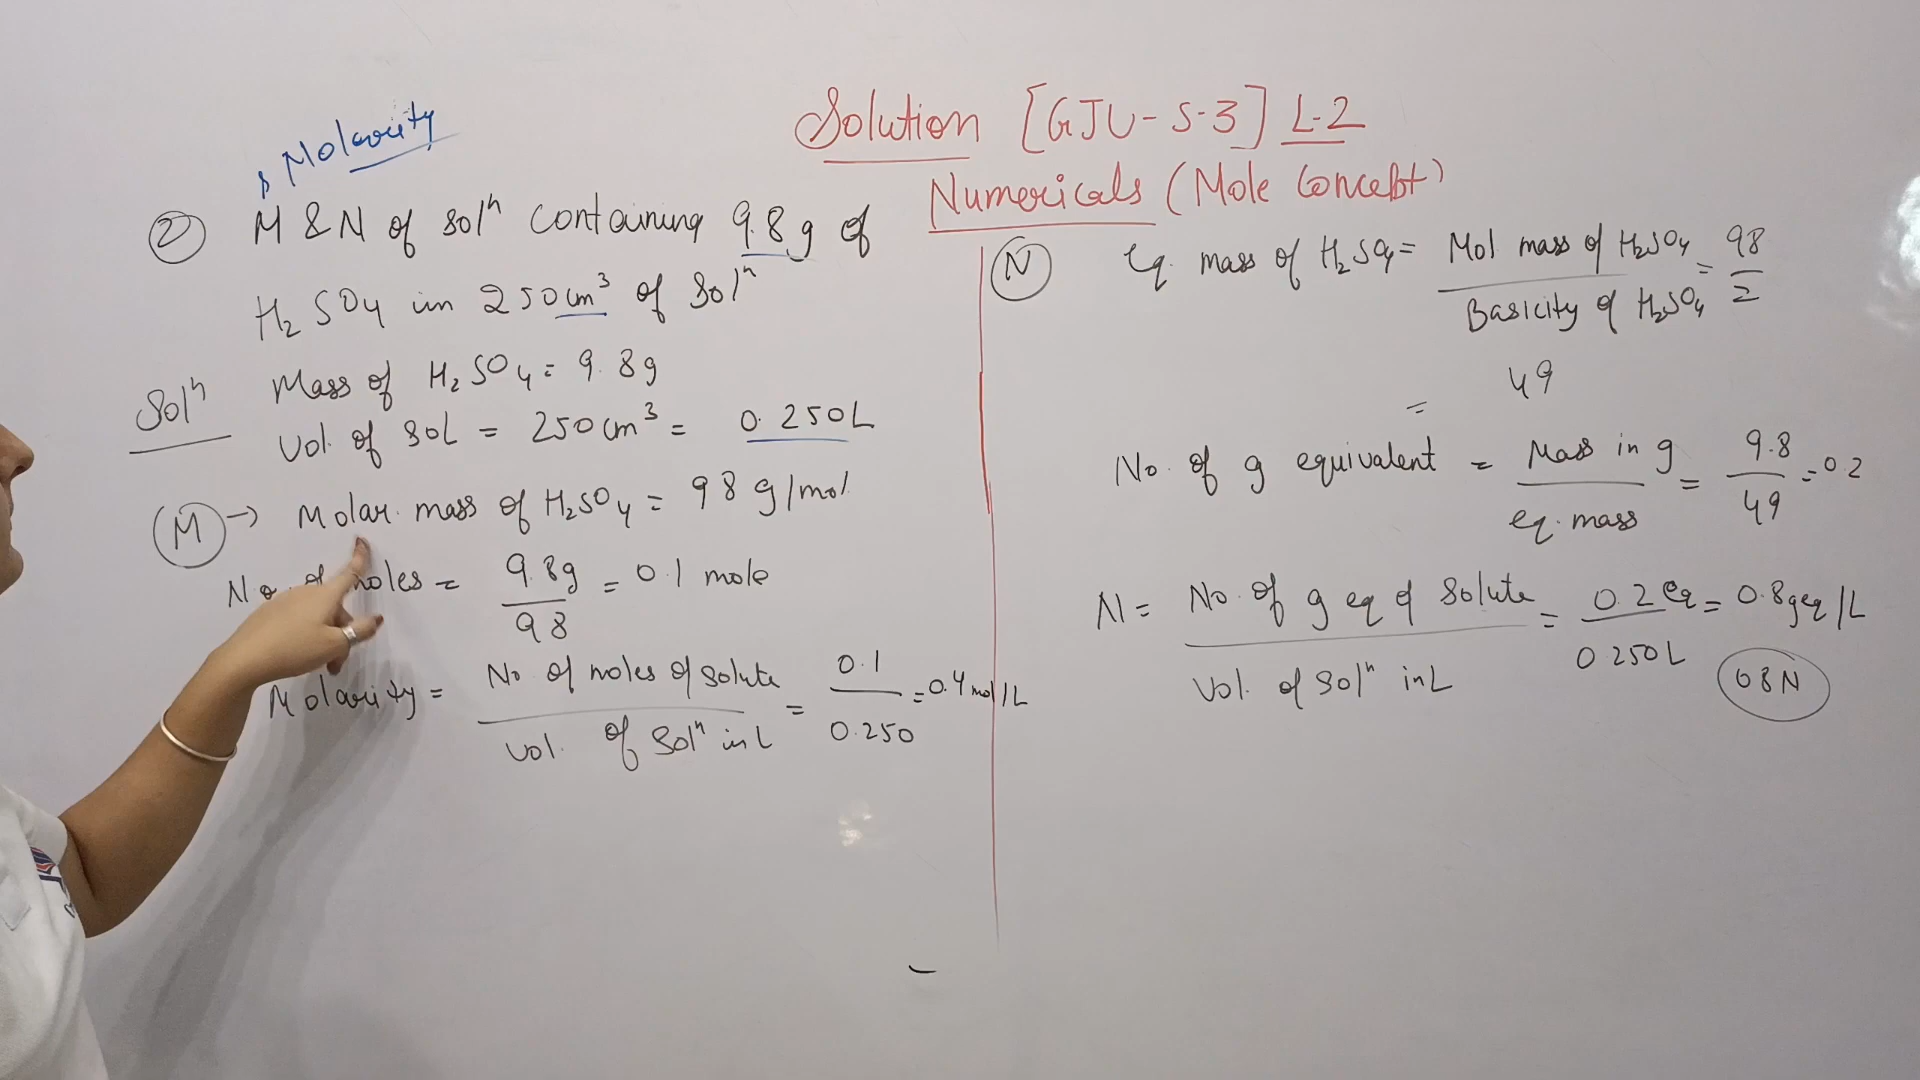 Solution [GJU-S-3] L-2
Numericals (Mole Concept)
Molarity
② M & N of solⁿ containing 9.8 g of
H₂SO₄ in 250 cm³ of Solⁿ
Solⁿ Mass of H₂SO₄ = 9.8g
Vol. of SOL = 250 cm³ = 0.250L
(M) → Molar mass of H₂SO₄ = 98 g/mol
No. of moles = 9.8g / 98 = 0.1 mole
Molarity = No of moles of solute / Vol. of Solⁿ in L = 0.1 / 0.250 = 0.4 mol/L
(N) eq. mass of H₂SO₄ = Mol mass of H₂SO₄ / Basicity of H₂SO₄ = 98 / 2
= 49
No. of g equivalent = Mass in g / eq. mass = 9.8 / 49 = 0.2
N = No. of g eq of Solute / Vol. of Solⁿ in L = 0.2 eq / 0.250L = 0.8 g eq/L
0.8N